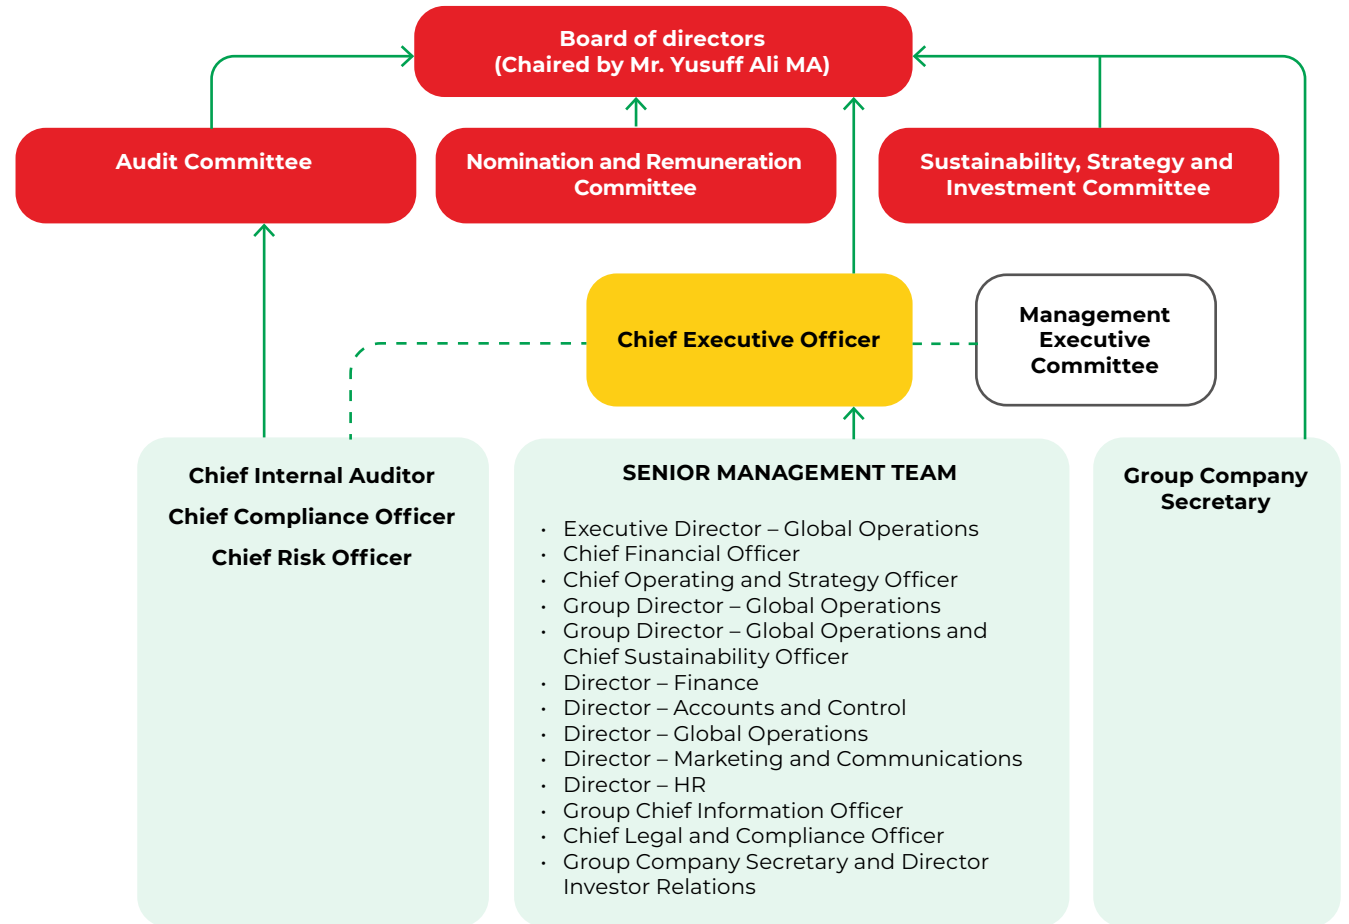 Board of directors
(Chaired by Mr. Yusuff Ali MA)
Audit Committee
Nomination and Remuneration
Committee
Sustainability, Strategy and
Investment Committee
Chief Executive Officer
Management
Executive
Committee
Chief Internal Auditor
Chief Compliance Officer
Chief Risk Officer
SENIOR MANAGEMENT TEAM
• Executive Director – Global Operations
• Chief Financial Officer
• Chief Operating and Strategy Officer
• Group Director – Global Operations
• Group Director – Global Operations and
Chief Sustainability Officer
• Director – Finance
• Director – Accounts and Control
• Director – Global Operations
• Director – Marketing and Communications
• Director – HR
• Group Chief Information Officer
• Chief Legal and Compliance Officer
• Group Company Secretary and Director
Investor Relations
Group Company
Secretary